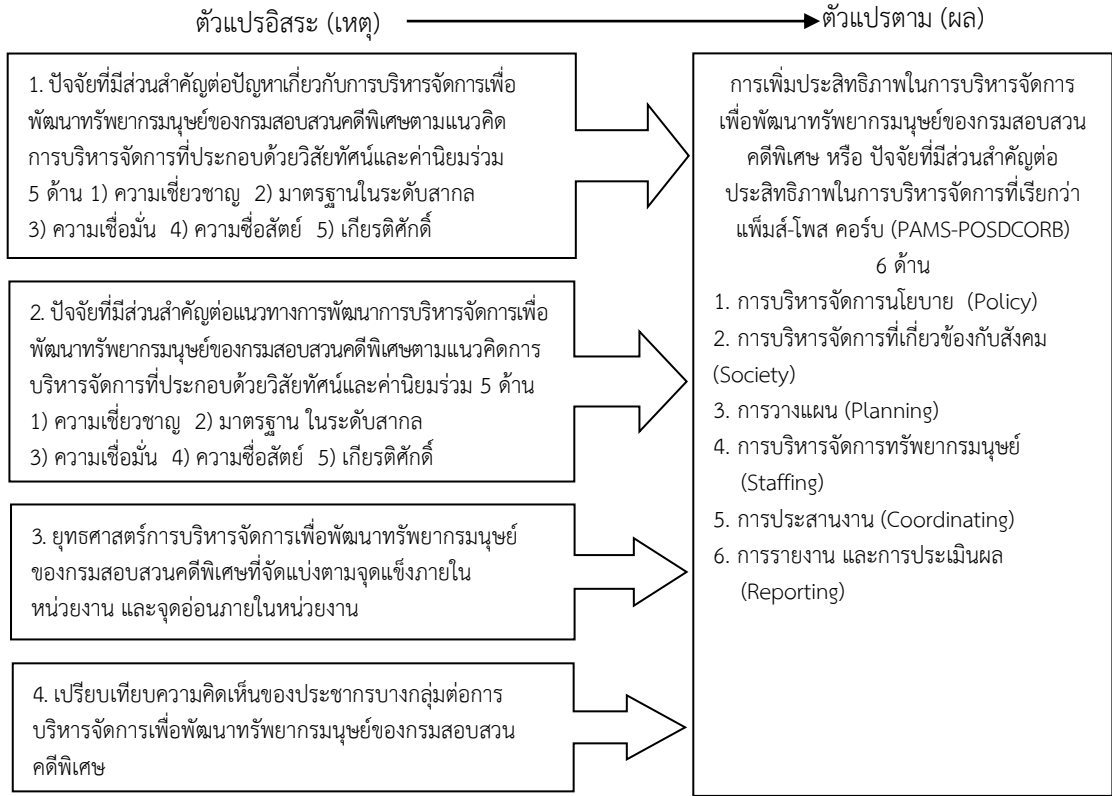 ตัวแปรอิสระ (เหตุ)
ตัวแปรตาม (ผล)
1. ปัจจัยที่มีส่วนสำคัญต่อปัญหาเกี่ยวกับการบริหารจัดการเพื่อ
พัฒนาทรัพยากรมนุษย์ของกรมสอบสวนคดีพิเศษตามแนวคิด
การบริหารจัดการที่ประกอบด้วยวิสัยทัศน์และค่านิยมร่วม
5 ด้าน 1) ความเชี่ยวชาญ 2) มาตรฐานในระดับสากล
3) ความเชื่อมั่น 4) ความซื่อสัตย์ 5) เกียรติศักดิ์
2. ปัจจัยที่มีส่วนสำคัญต่อแนวทางการพัฒนาการบริหารจัดการเพื่อ
พัฒนาทรัพยากรมนุษย์ของกรมสอบสวนคดีพิเศษตามแนวคิดการ
บริหารจัดการที่ประกอบด้วยวิสัยทัศน์และค่านิยมร่วม 5 ด้าน
1) ความเชี่ยวชาญ 2) มาตรฐาน ในระดับสากล
3) ความเชื่อมั่น 4) ความซื่อสัตย์ 5) เกียรติศักดิ์
3. ยุทธศาสตร์การบริหารจัดการเพื่อพัฒนาทรัพยากรมนุษย์
ของกรมสอบสวนคดีพิเศษที่จัดแบ่งตามจุดแข็งภายใน
หน่วยงาน และจุดอ่อนภายในหน่วยงาน
4. เปรียบเทียบความคิดเห็นของประชากรบางกลุ่มต่อการ
บริหารจัดการเพื่อพัฒนาทรัพยากรมนุษย์ของกรมสอบสวน
คดีพิเศษ
การเพิ่มประสิทธิภาพในการบริหารจัดการ
เพื่อพัฒนาทรัพยากรมนุษย์ของกรมสอบสวน
คดีพิเศษ หรือ ปัจจัยที่มีส่วนสำคัญต่อ
ประสิทธิภาพในการบริหารจัดการที่เรียกว่า
แพ็มส์-โพส คอร์บ (PAMS-POSDCORB)
6 ด้าน
1. การบริหารจัดการนโยบาย (Policy)
2. การบริหารจัดการที่เกี่ยวข้องกับสังคม
(Society)
3. การวางแผน (Planning)
4. การบริหารจัดการทรัพยากรมนุษย์
(Staffing)
5. การประสานงาน (Coordinating)
6. การรายงาน และการประเมินผล
(Reporting)